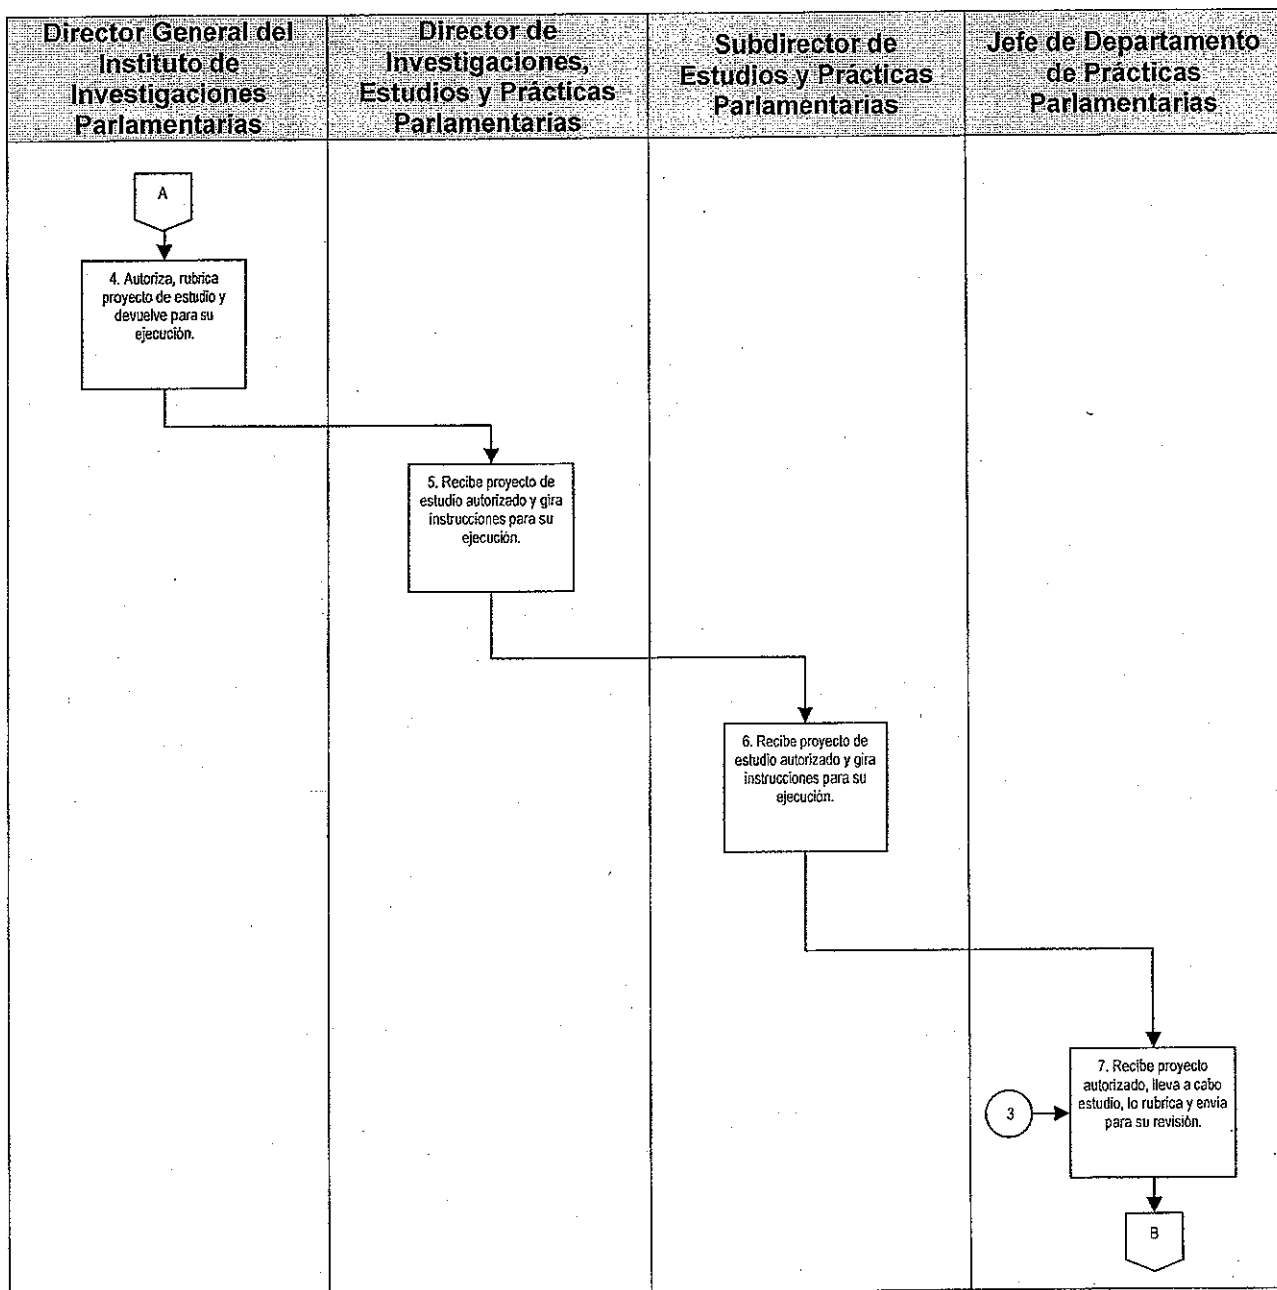 Director General del
Instituto de
Investigaciones
Parlamentarias
Director de
Investigaciones,
Estudios y Prácticas
Parlamentarias
Subdirector de
Estudios y Prácticas
Parlamentarias
Jefe de Departamento
de Prácticas
Parlamentarias
A
4. Autoriza, rubrica
proyecto de estudio y
devuelve para su
ejecución.
5. Recibe proyecto de
estudio autorizado y gira
instrucciones para su
ejecución.
6. Recibe proyecto de
estudio autorizado y gira
instrucciones para su
ejecución.
7. Recibe proyecto
autorizado, lleva a cabo
estudio, lo rubrica y envía
para su revisión.
3
B